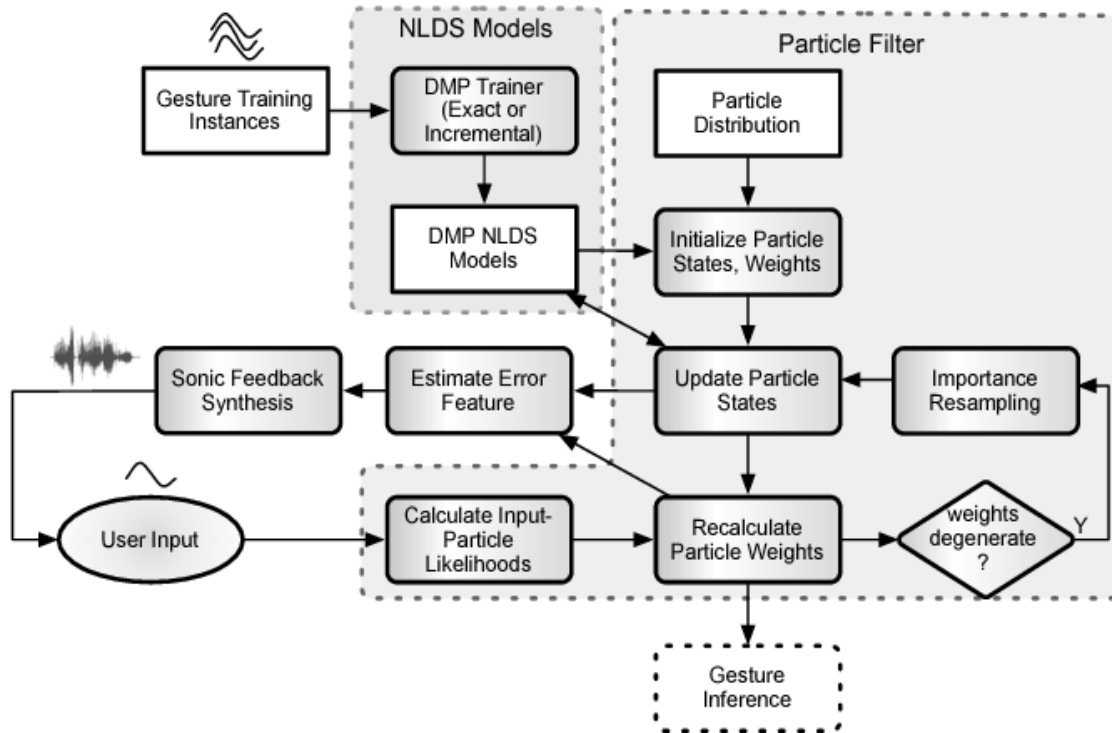 NLDS Models
Particle Filter
Gesture Training
Instances
DMP Trainer
(Exact or
Incremental)
Particle
Distribution
DMP NLDS
Models
Initialize Particle
States, Weights
Sonic Feedback
Synthesis
Estimate Error
Feature
Update Particle
States
Importance
Resampling
User Input
Calculate Input-
Particle
Likelihoods
Recalculate
Particle Weights
weights
degenerate
?
Y
Gesture
Inference